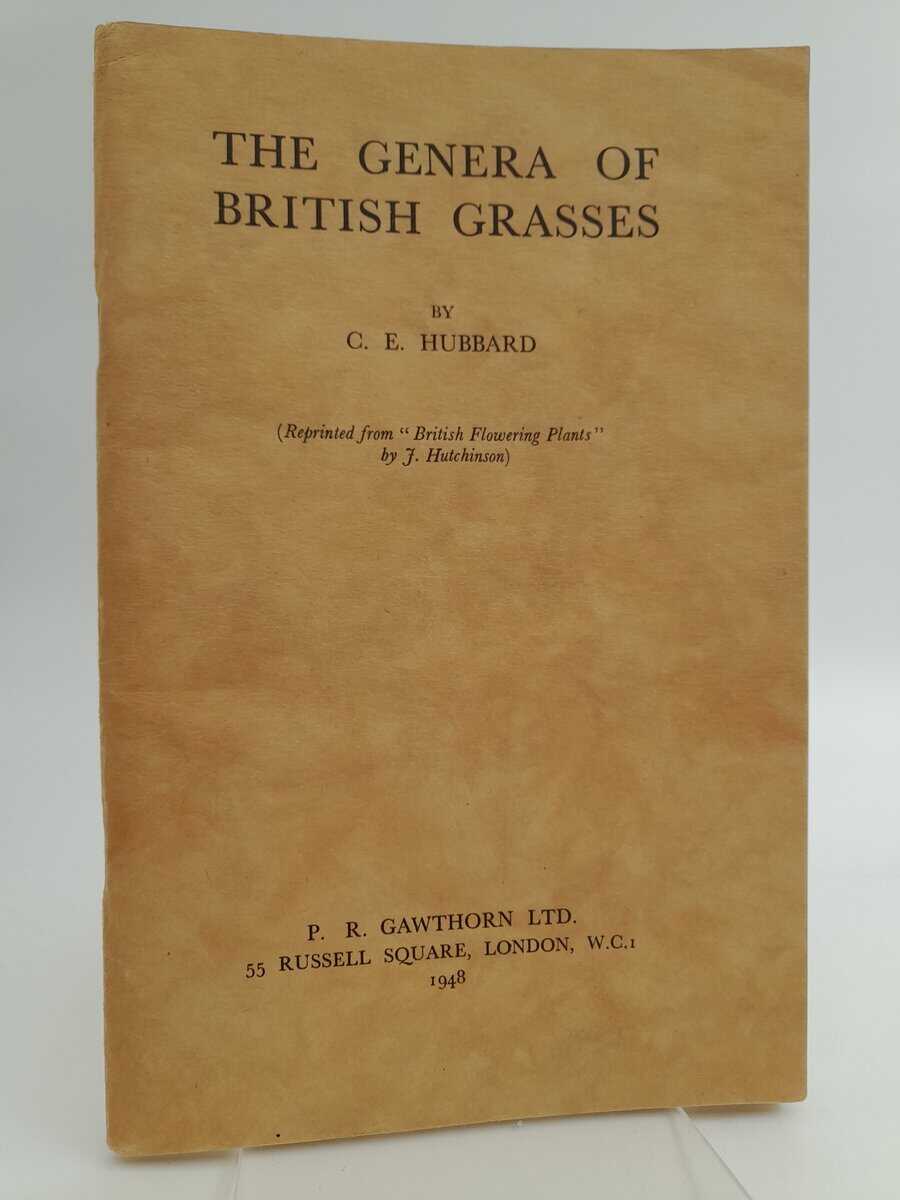 THE GENERA OF
BRITISH GRASSES
BY
C. E. HUBBARD
(Reprinted from “British Flowering Plants”
by J. Hutchinson)
P. R. GAWTHORN LTD.
55 RUSSELL SQUARE, LONDON, W.C.1
1948